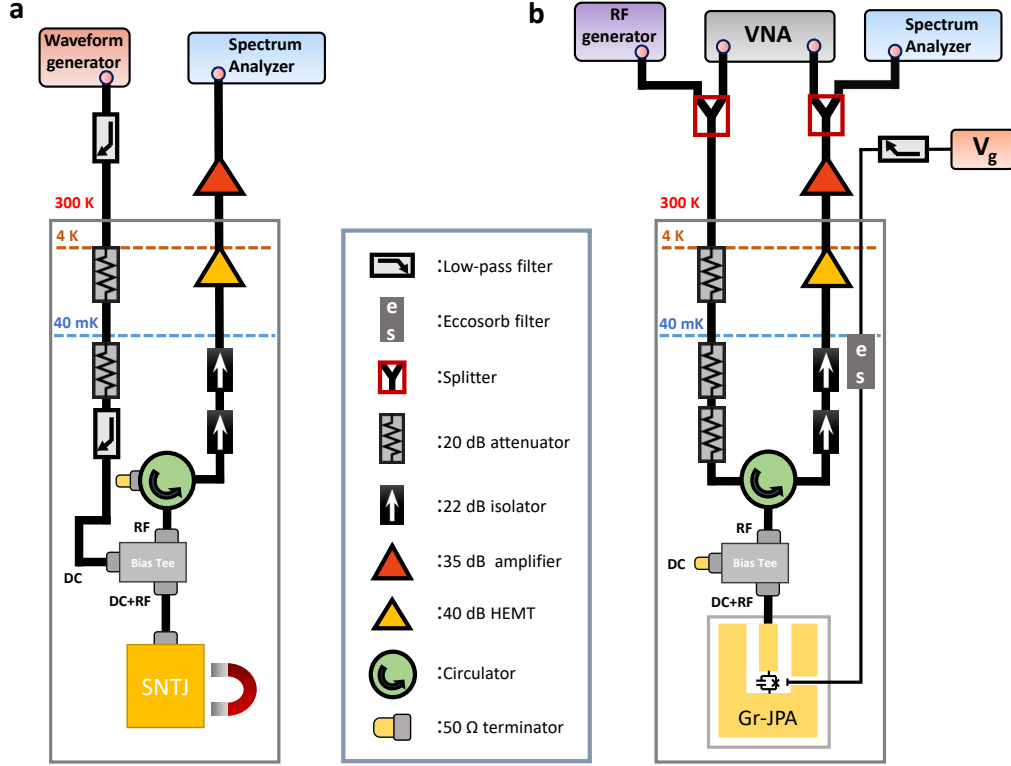 a
Waveform
generator
Spectrum
Analyzer
300 K
4 K
40 mK
RF
Bias Tee
DC
DC+RF
SNTJ
:Low-pass filter
e
s
:Eccosorb filter
:Splitter
:20 dB attenuator
:22 dB isolator
:35 dB  amplifier
:40 dB HEMT
:Circulator
:50 Ω terminator
b
RF
generator
VNA
Spectrum
Analyzer
Vg
300 K
4 K
40 mK
e
s
RF
DC
Bias Tee
DC+RF
Gr-JPA